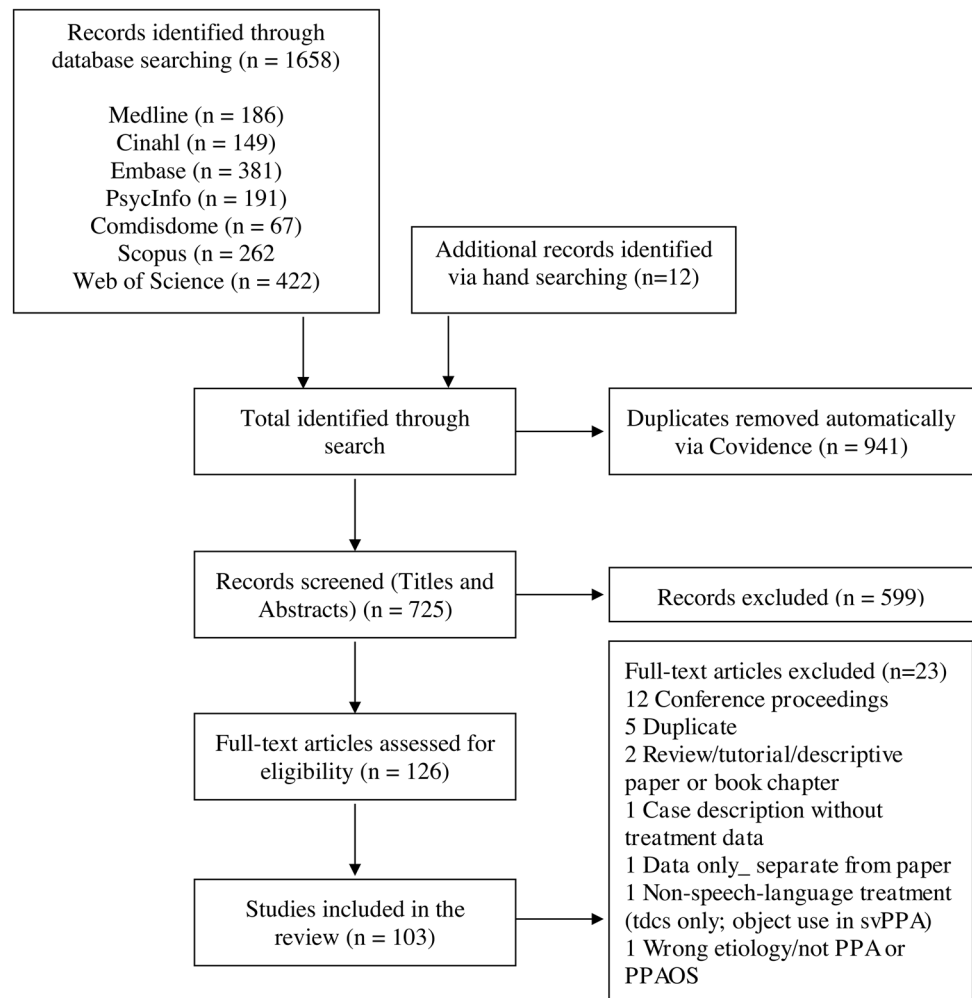 Records identified through
database searching (n = 1658)
Medline (n = 186)
Cinahl (n = 149)
Embase (n = 381)
PsycInfo (n = 191)
Comdisdome (n = 67)
Scopus (n = 262
Web of Science (n = 422)
Additional records identified
via hand searching (n=12)
Total identified through
search
Duplicates removed automatically
via Covidence (n = 941)
Records screened (Titles and
Abstracts) (n = 725)
Records excluded (n = 599)
Full-text articles assessed for
eligibility (n = 126)
Full-text articles excluded (n=23)
12 Conference proceedings
5 Duplicate
2 Review/tutorial/descriptive
paper or book chapter
1 Case description without
treatment data
1 Data only_ separate from paper
1 Non-speech-language treatment
(tdcs only; object use in svPPA)
1 Wrong etiology/not PPA or
PPAOS
Studies included in the
review (n = 103)